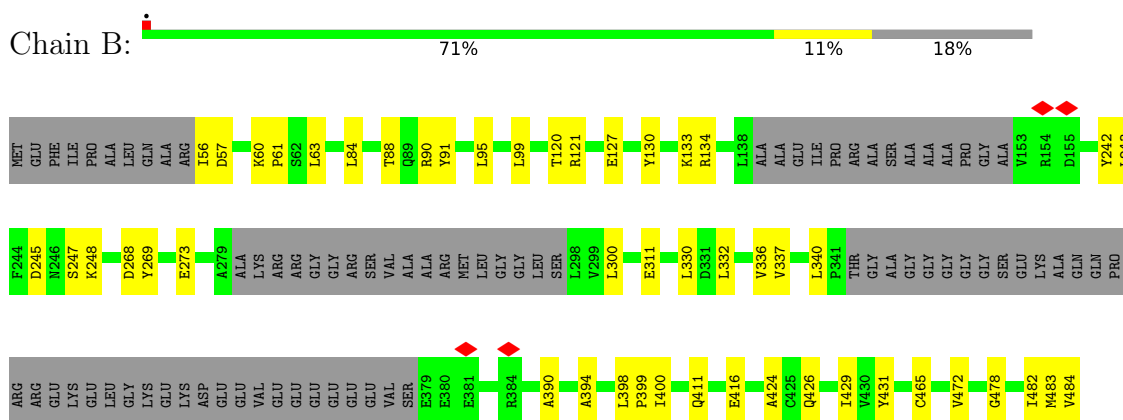 Chain B:
71% 11% 18%
MET GLU PHE ILE PRO ALA LEU GLN ALA ARG I56 D57 K60 P61 S62 L63 L84 T88 Q89 R90 Y91 L95 L99 T120 R121 E127 Y130 K133 R134 L138 ALA ALA GLU ILE PRO ARG ALA SER ALA ALA ALA PRO GLY ALA V153 R154 D155 Y242
F244 D245 N246 S247 K248 D268 Y269 E273 A279 ALA LYS ARG ARG GLY GLY ARG SER VAL ALA ALA ARG MET LEU GLY GLY LEU SER L298 V299 L300 E311 L330 D331 L332 V336 V337 L340 P341 THR GLY ALA GLY GLY GLY GLY GLY SER GLU LYS ALA GLN GLN PRO
ARG ARG GLU LYS GLU LEU GLY LYS GLU LYS ASP GLU GLU VAL GLU GLU GLU GLU GLU VAL SER E379 E380 E381 R384 A390 A394 L398 P399 I400 Q411 E416 A424 C425 Q426 I429 V430 Y431 C465 V472 G478 I482 M483 V484